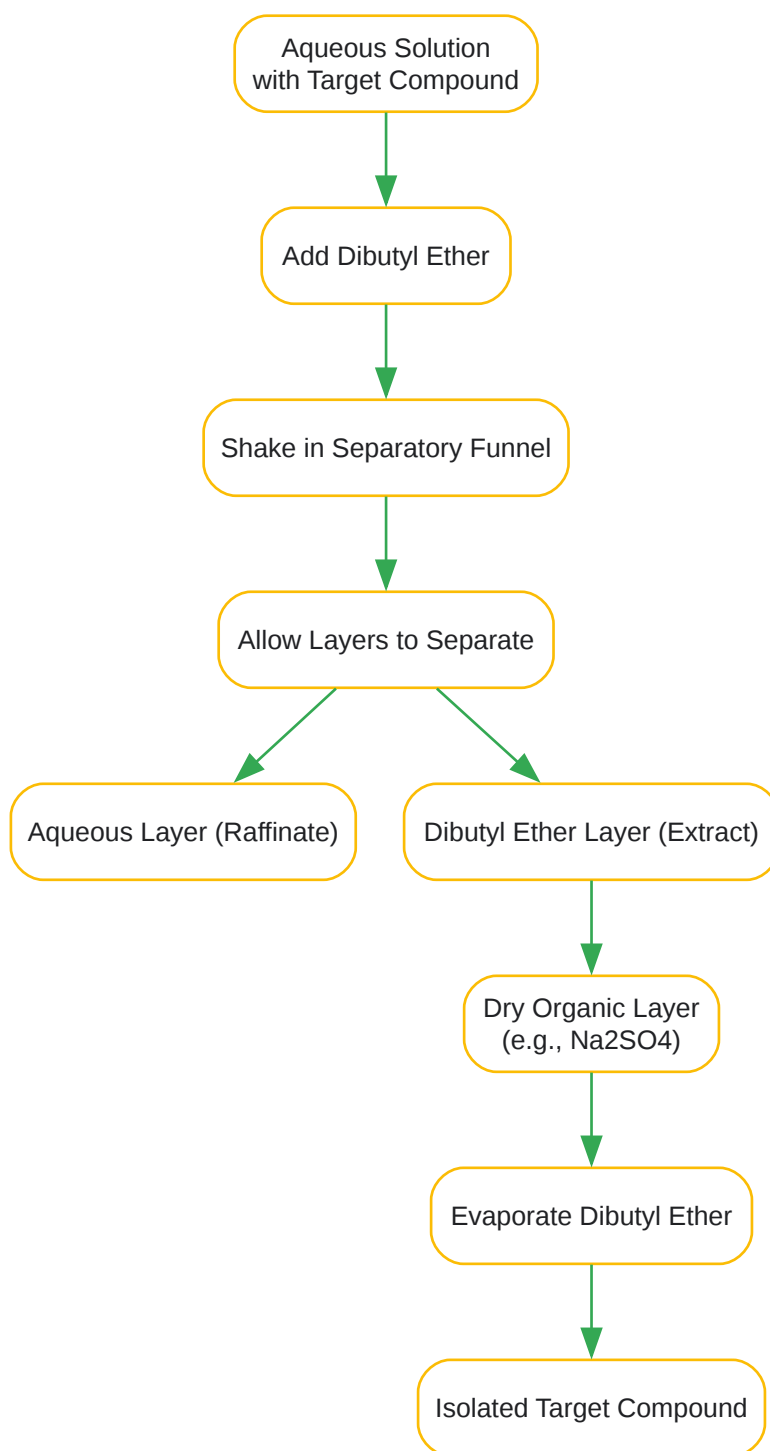 Aqueous Solution
with Target Compound
Add Dibutyl Ether
Shake in Separatory Funnel
Allow Layers to Separate
Aqueous Layer (Raffinate)
Dibutyl Ether Layer (Extract)
Dry Organic Layer
(e.g., Na2SO4)
Evaporate Dibutyl Ether
Isolated Target Compound